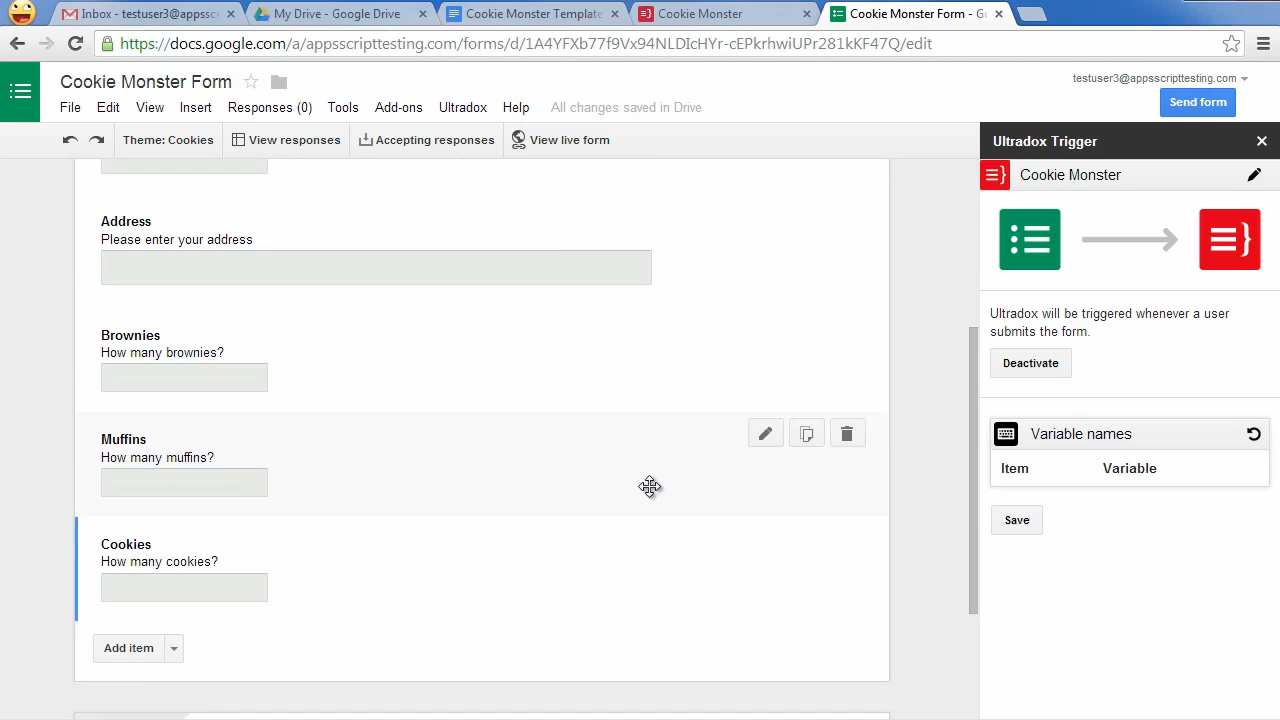 Inbox - testuser3@appssc
My Drive - Google Drive
Cookie Monster Template
Cookie Monster
Cookie Monster Form - Go
https://docs.google.com/a/appsscripttesting.com/forms/d/1A4YFXb77f9Vx94NLDIcHYr-cEPkrhwiUPr281kKF47Q/edit
Cookie Monster Form
testuser3@appsscripttesting.com
File Edit View Insert Responses (0) Tools Add-ons Ultradox Help All changes saved in Drive
Send form
Theme: Cookies View responses Accepting responses View live form
Ultradox Trigger
Cookie Monster
Address
Please enter your address
Brownies
How many brownies?
Muffins
How many muffins?
Cookies
How many cookies?
Add item
Ultradox will be triggered whenever a user
submits the form.
Deactivate
Variable names
Item Variable
Save